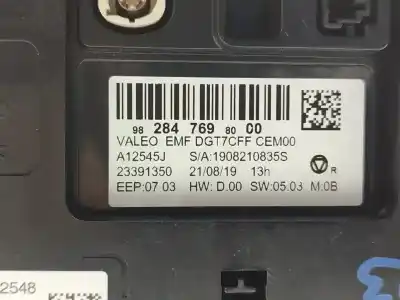 98 284 769 80 00
VALEO EMF DGT7CFF CEM00
A12545J S/A:1908210835S
23391350 21/08/19 13h R
EEP:07 03 HW: D.00 SW:05.03 M:0B
2548